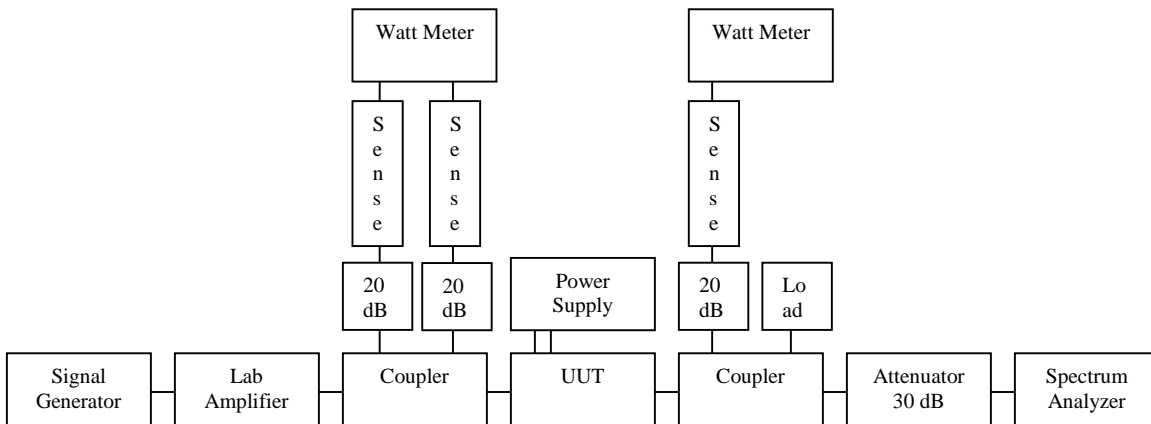 Watt Meter
Watt Meter
S
e
n
s
e
S
e
n
s
e
S
e
n
s
e
20
dB
20
dB
Power
Supply
20
dB
Lo
ad
Signal
Generator
Lab
Amplifier
Coupler
UUT
Coupler
Attenuator
30 dB
Spectrum
Analyzer